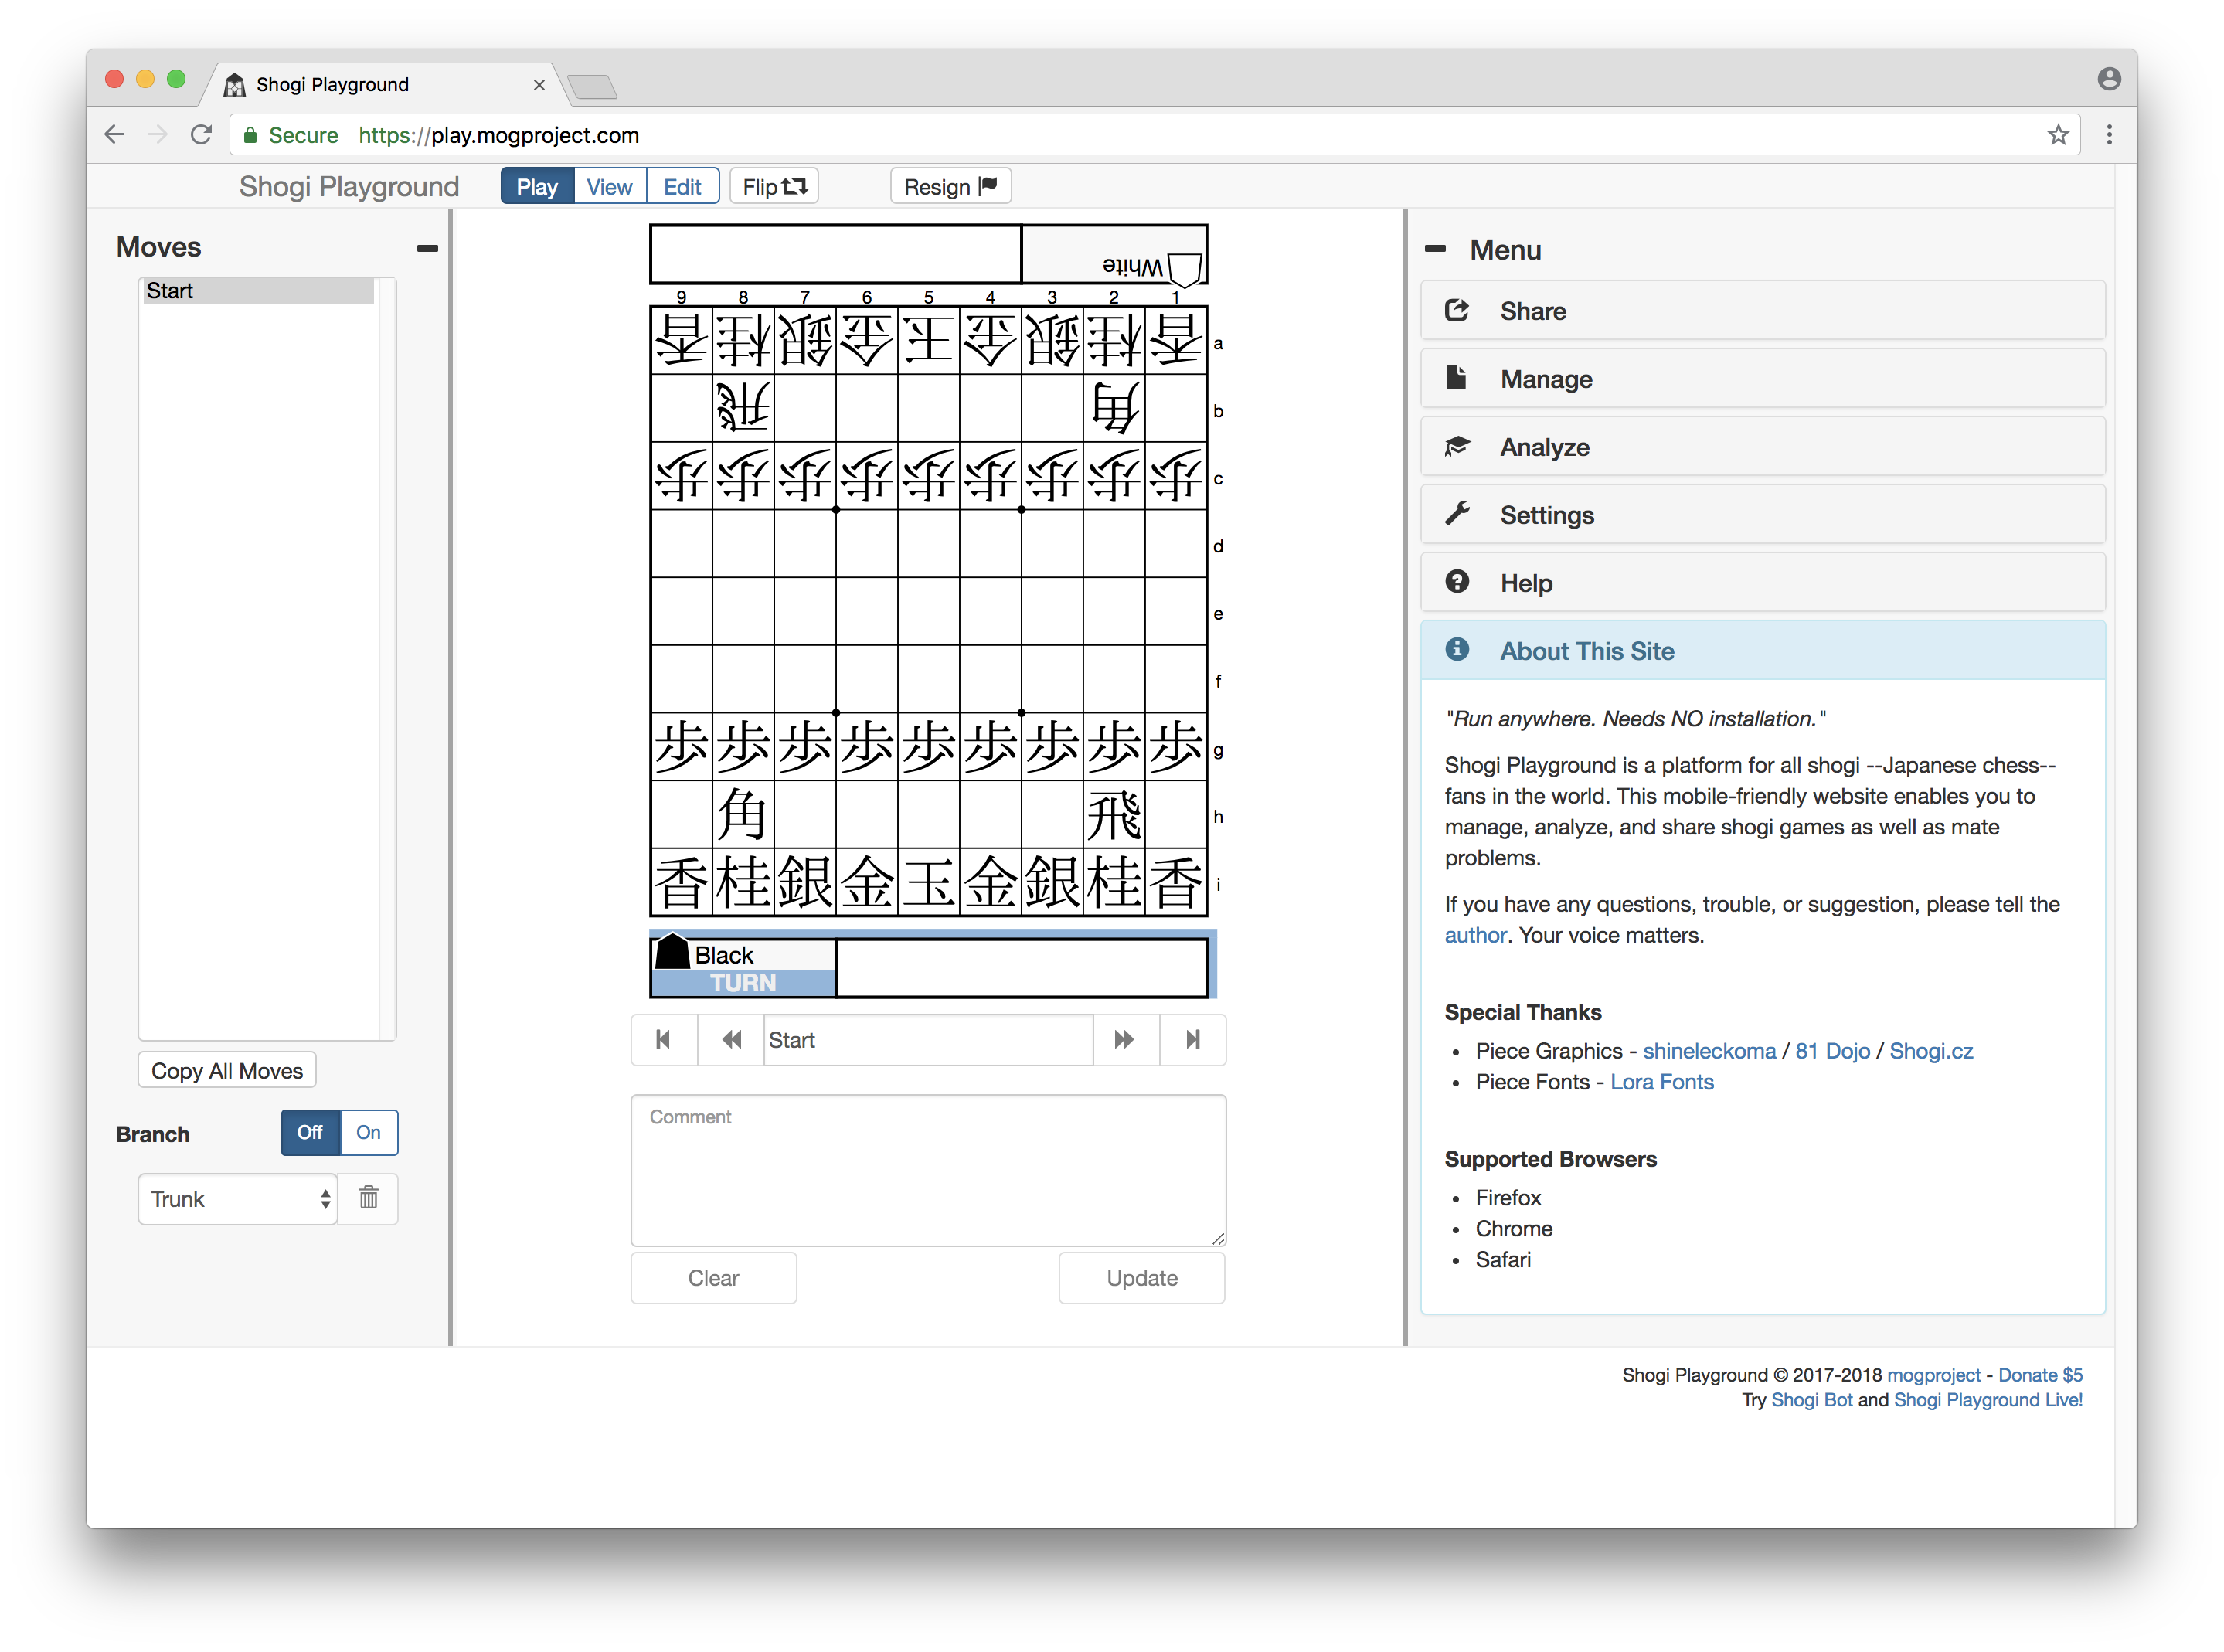 Shogi Playground
Secure https://play.mogproject.com
Shogi Playground Play View Edit Flip Resign
Moves
Start
Copy All Moves
Branch Off On
Trunk
White
9 8 7 6 5 4 3 2 1
香 桂 銀 金 玉 金 銀 桂 香 a
飛 角 b
歩 歩 歩 歩 歩 歩 歩 歩 歩 c
d
e
f
歩 歩 歩 歩 歩 歩 歩 歩 歩 g
角 飛 h
香 桂 銀 金 玉 金 銀 桂 香 i
Black
TURN
Start
Comment
Clear Update
Menu
Share
Manage
Analyze
Settings
Help
About This Site
"Run anywhere. Needs NO installation."
Shogi Playground is a platform for all shogi --Japanese chess--
fans in the world. This mobile-friendly website enables you to
manage, analyze, and share shogi games as well as mate
problems.
If you have any questions, trouble, or suggestion, please tell the
author. Your voice matters.
Special Thanks
• Piece Graphics - shineleckoma / 81 Dojo / Shogi.cz
• Piece Fonts - Lora Fonts
Supported Browsers
• Firefox
• Chrome
• Safari
Shogi Playground © 2017-2018 mogproject - Donate $5
Try Shogi Bot and Shogi Playground Live!